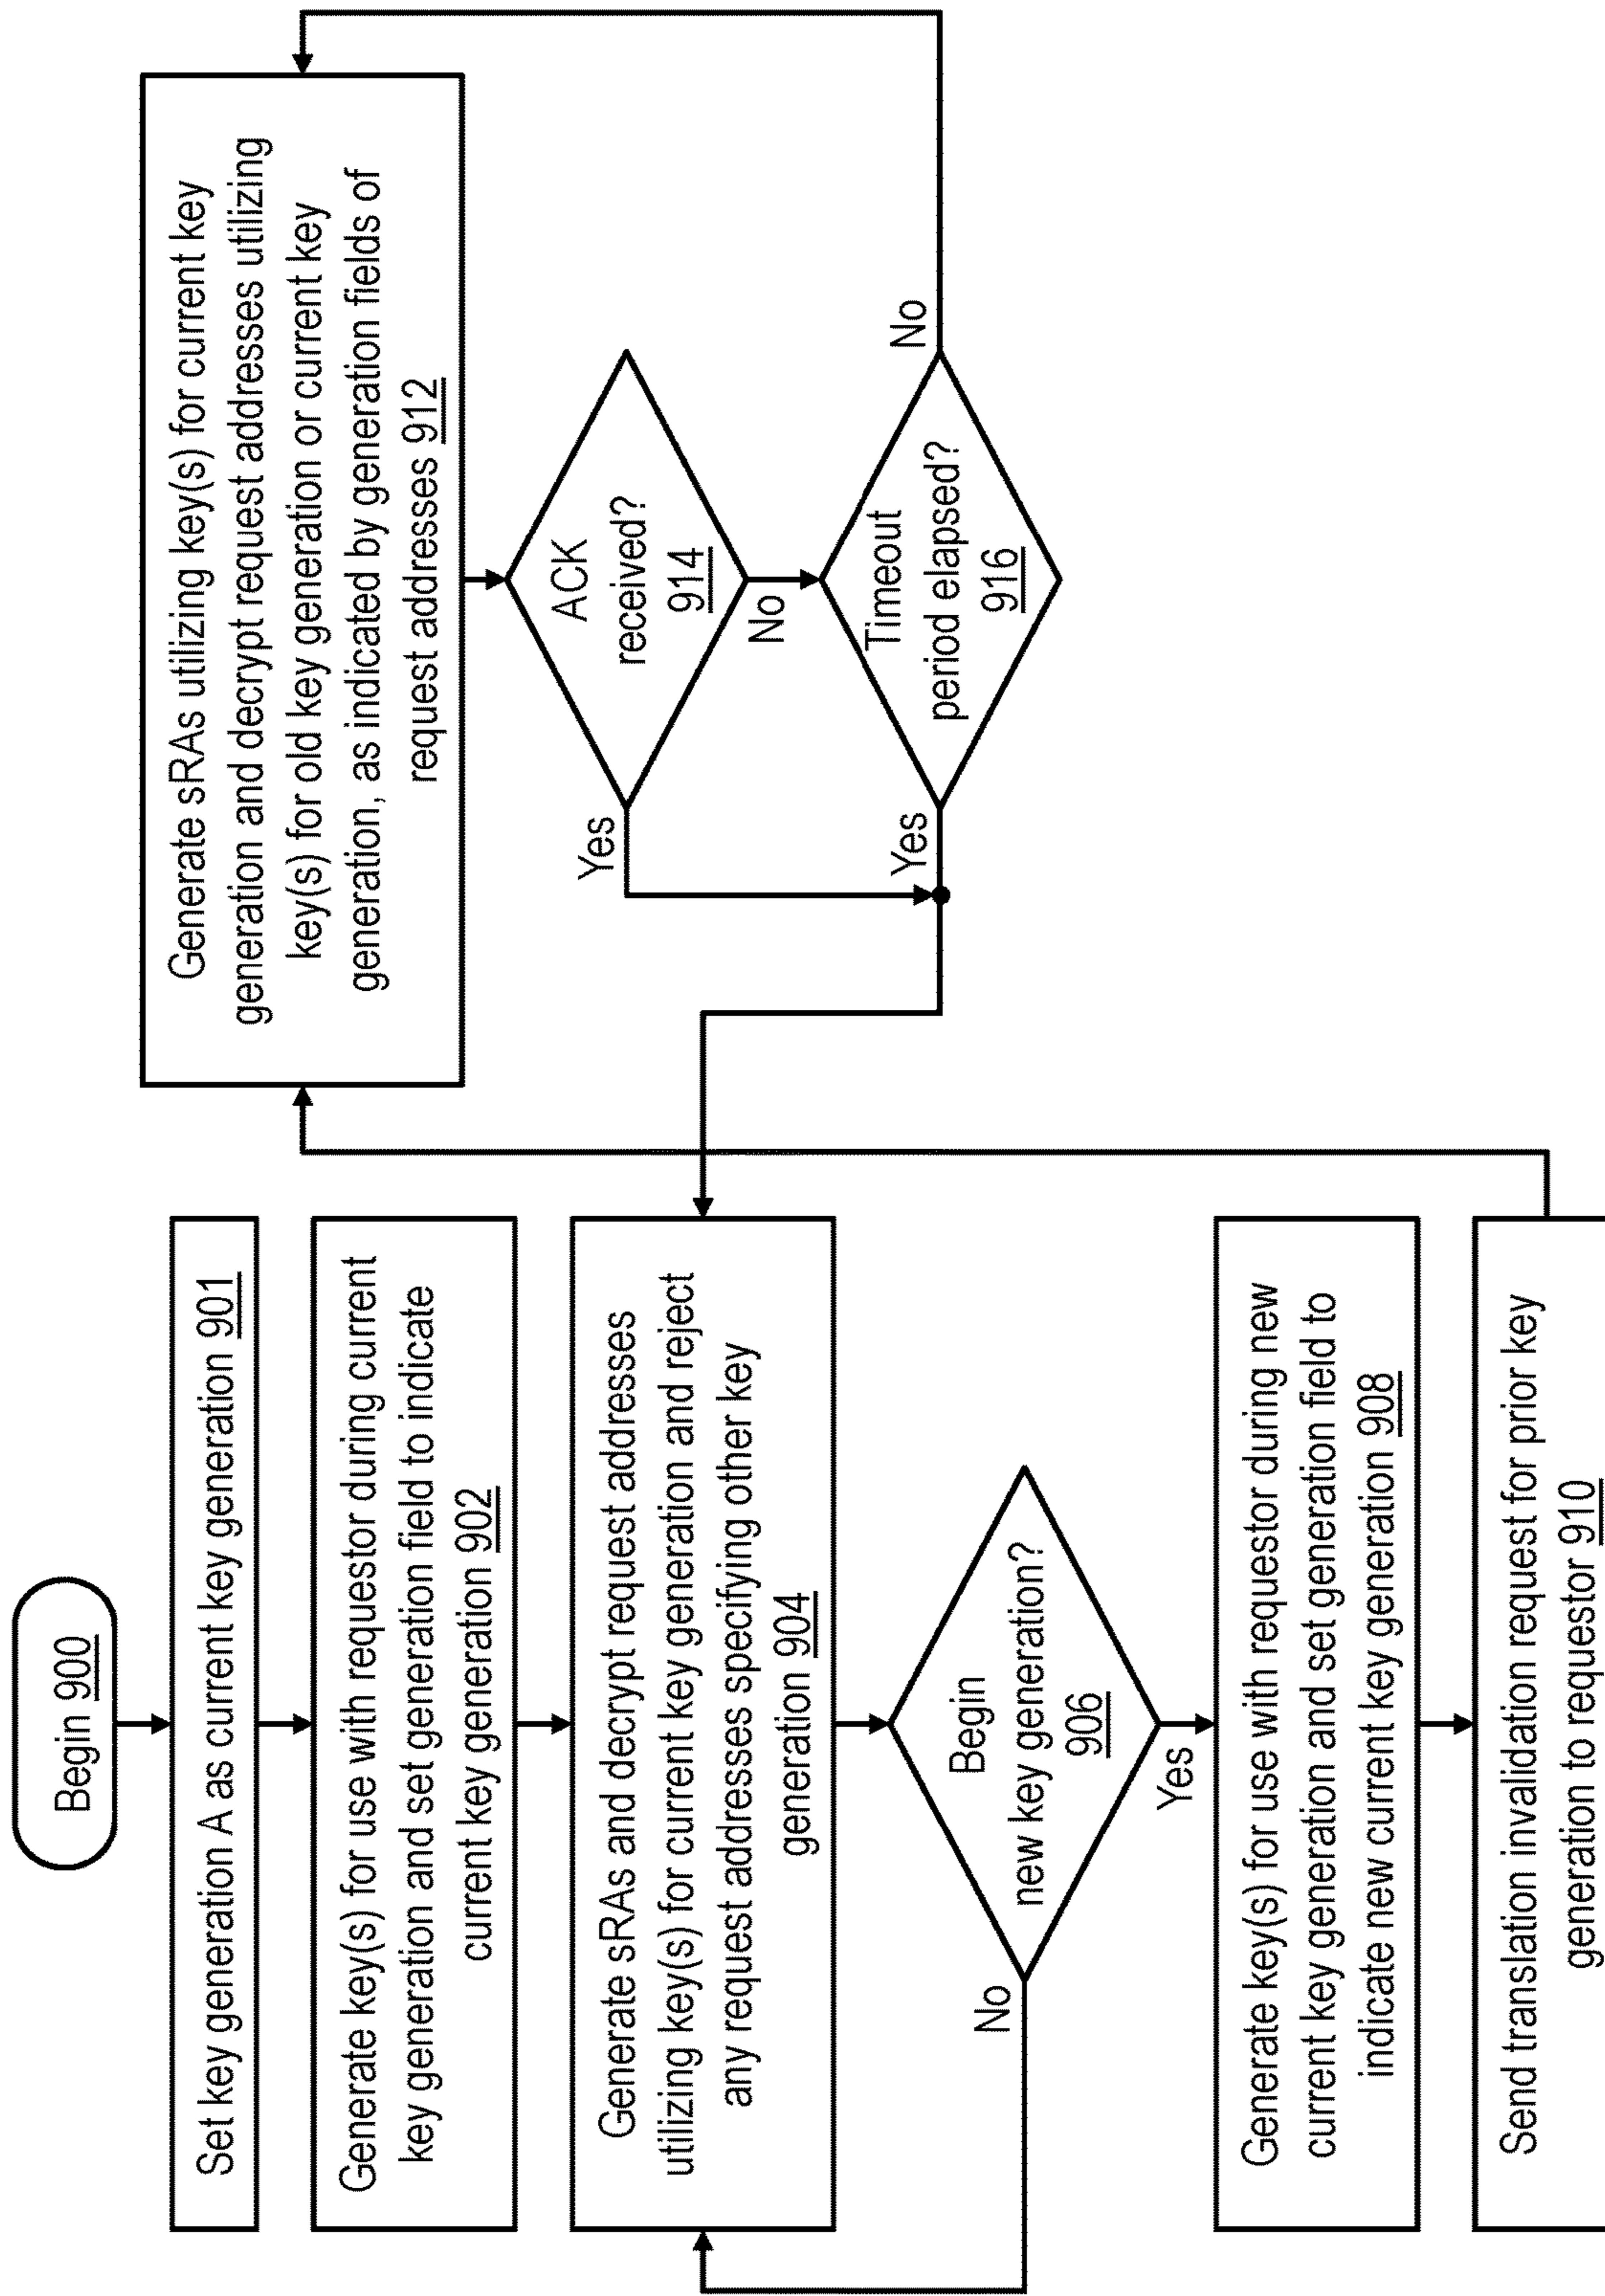 Begin 900
Set key generation A as current key generation 901
Generate key(s) for use with requestor during current
key generation and set generation field to indicate
current key generation 902
Generate sRAs and decrypt request addresses
utilizing key(s) for current key generation and reject
any request addresses specifying other key
generation 904
Begin
new key generation?
906
No
Yes
Generate key(s) for use with requestor during new
current key generation and set generation field to
indicate new current key generation 908
Send translation invalidation request for prior key
generation to requestor 910
Generate sRAs utilizing key(s) for current key
generation and decrypt request addresses utilizing
key(s) for old key generation or current key
generation, as indicated by generation fields of
request addresses 912
ACK
received?
914
Yes
No
Timeout
period elapsed?
916
Yes
No